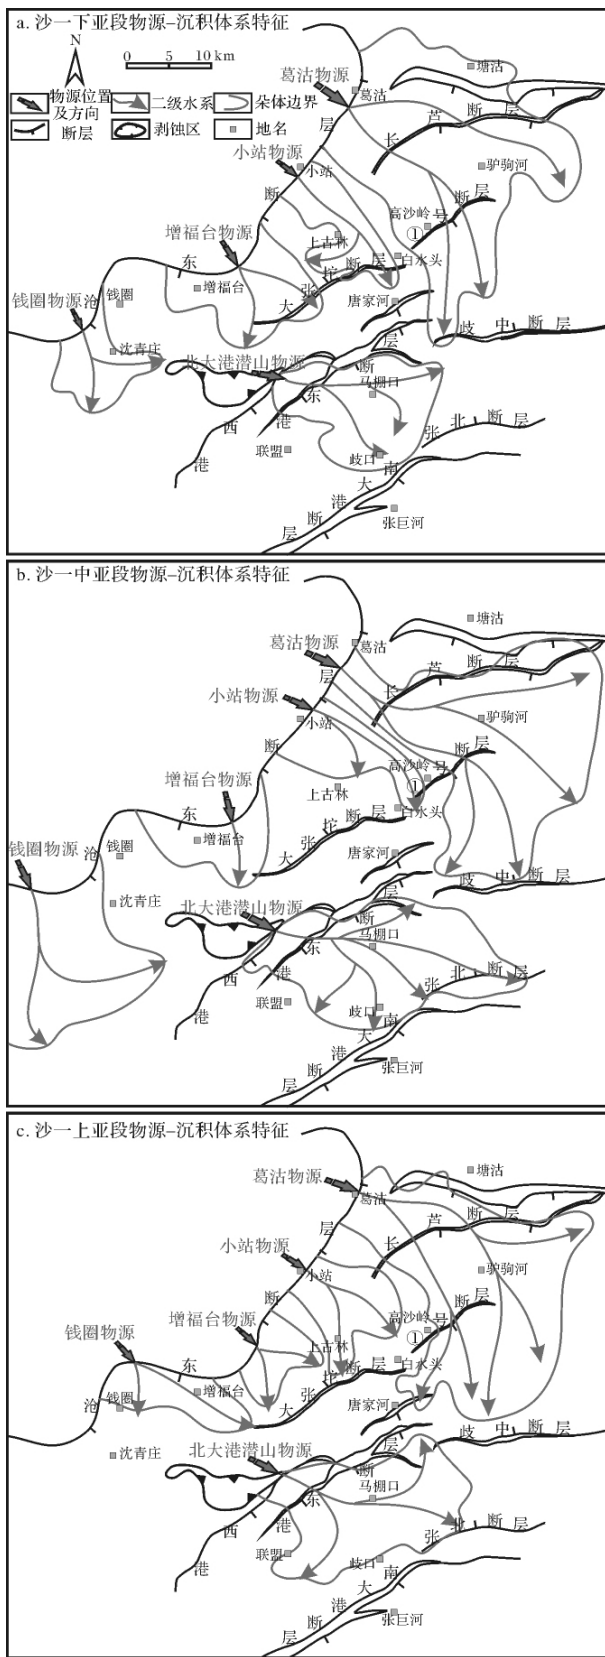 a. 沙一下亚段物源–沉积体系特征
N
0 5 10 km
物源位置及方向
二级水系
朵体边界
断层
剥蚀区
地名
葛沽物源
葛沽
塘沽
小站物源
小站
长芦断层
驴驹河
高沙岭
①号断层
增福台物源
上古林
白水头
沧东断层
大张坨断层
钱圈物源
钱圈
增福台
唐家河
沈青庄
歧中断层
北大港潜山物源
马棚口
港东断层
港西
联盟
歧口
张北断层
大港南断层
张巨河
b. 沙一中亚段物源–沉积体系特征
塘沽
葛沽物源
葛沽
长芦断层
小站物源
小站
驴驹河
高沙岭
①号断层
增福台物源
上古林
白水头
沧东断层
大张坨断层
增福台
钱圈物源
钱圈
唐家河
歧中断层
沈青庄
北大港潜山物源
马棚口
港东断层
港西
联盟
歧口
张北断层
大港南断层
张巨河
c. 沙一上亚段物源–沉积体系特征
葛沽物源
塘沽
葛沽
长芦断层
小站物源
小站
驴驹河
增福台物源
高沙岭
①号断层
钱圈物源
上古林
白水头
沧东断层
大张坨断层
增福台
钱圈
唐家河
歧中断层
沈青庄
北大港潜山物源
马棚口
港东断层
港西
联盟
歧口
张北断层
大港南断层
张巨河